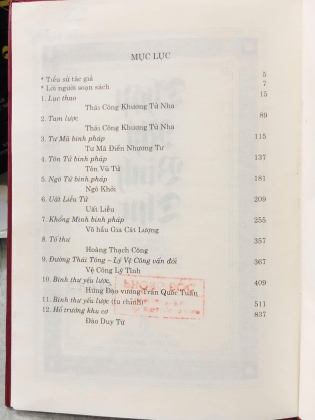 MỤC LỤC
* Tiểu sử tác giả 5
* Lời người soạn sách 7
1. Lục thao 15
Thái Công Khương Tử Nha
2. Tam lược 89
Thái Công Khương Tử Nha
3. Tư Mã binh pháp 115
Tư Mã Điền Nhương Tư
4. Tôn Tử binh pháp 137
Tôn Vũ Tử
5. Ngô Tử binh pháp 181
Ngô Khởi
6. Uất Liễu Tử 209
Uất Liễu
7. Khổng Minh binh pháp 255
Võ hầu Gia Cát Lượng
8. Tố thư 357
Hoàng Thạch Công
9. Đường Thái Tông - Lý Vệ Công vấn đối 367
Vệ Công Lý Tịnh
10. Binh thư yếu lược 409
Hưng Đạo vương Trần Quốc Tuấn
11. Binh thư yếu lược (tu chỉnh) 511
12. Hổ trướng khu cơ 837
Đào Duy Từ